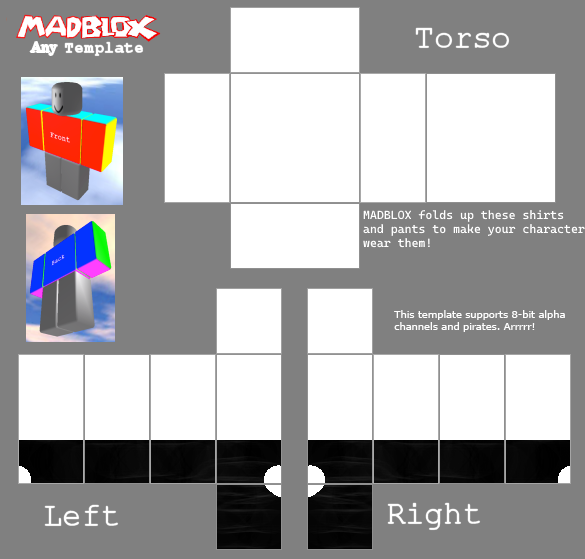 MADBLOX
Any Template
Torso
Front
MADBLOX folds up these shirts
and pants to make your character
wear them!
Back
This template supports 8-bit alpha
channels and pirates. Arrrrr!
Left
Right